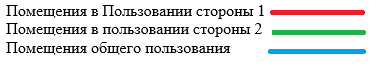 Помещения в Пользовании стороны 1
Помещения в пользовании стороны 2
Помещения общего пользования